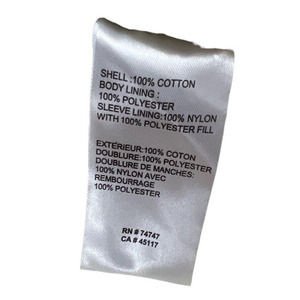 SHELL :100% COTTON
BODY LINING :
100% POLYESTER
SLEEVE LINING:100% NYLON
WITH 100% POLYESTER FILL
EXTÉRIEUR:100% COTON
DOUBLURE:100% POLYESTER
DOUBLURE DE MANCHES:
100% NYLON AVEC
REMBOURRAGE
100% POLYESTER
RN # 74747
CA # 45117